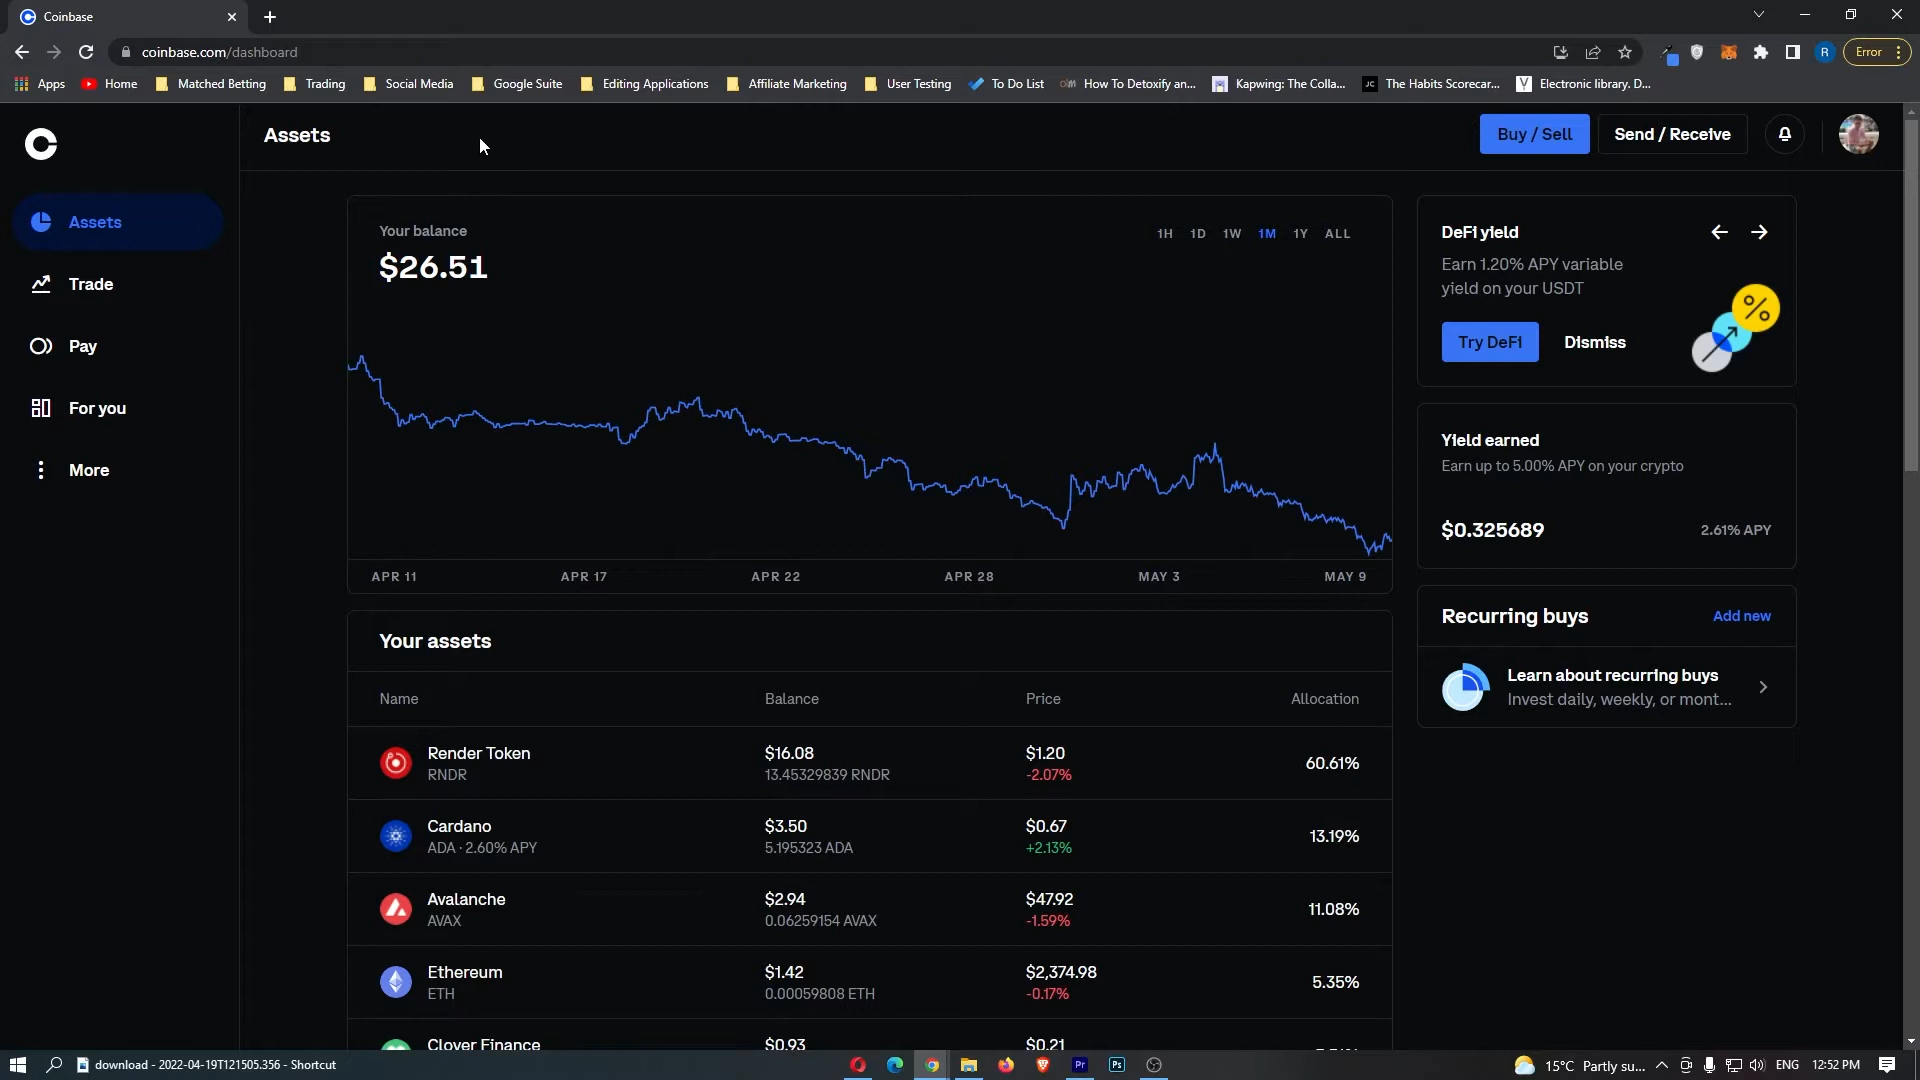 Coinbase
coinbase.com/dashboard
R
Error
Apps Home Matched Betting Trading Social Media Google Suite Editing Applications Affiliate Marketing User Testing To Do List How To Detoxify an... Kapwing: The Colla... JC The Habits Scorecar... V Electronic library. D...
Assets
Buy / Sell
Send / Receive
Assets
Trade
Pay
For you
More
Your balance
$26.51
1H 1D 1W 1M 1Y ALL
APR 11 APR 17 APR 22 APR 28 MAY 3 MAY 9
DeFi yield
Earn 1.20% APY variable
yield on your USDT
%
Try DeFi Dismiss
Yield earned
Earn up to 5.00% APY on your crypto
$0.325689 2.61% APY
Recurring buys Add new
Learn about recurring buys
Invest daily, weekly, or mont...
Your assets
Name Balance Price Allocation
Render Token $16.08 $1.20 60.61%
RNDR 13.45329839 RNDR -2.07%
Cardano $3.50 $0.67 13.19%
ADA · 2.60% APY 5.195323 ADA +2.13%
Avalanche $2.94 $47.92 11.08%
AVAX 0.06259154 AVAX -1.59%
Ethereum $1.42 $2,374.98 5.35%
ETH 0.00059808 ETH -0.17%
Clover Finance $0.93 $0.21
download - 2022-04-19T121505.356 - Shortcut
Pr Ps
15°C Partly su... ENG 12:52 PM